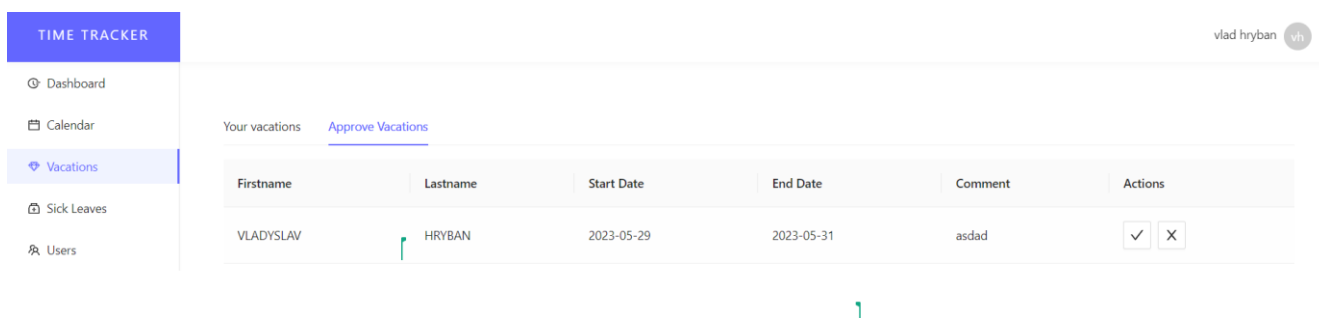 TIME TRACKER
vlad hryban vh
Dashboard
Calendar
Vacations
Sick Leaves
Users
Your vacations Approve Vacations
Firstname Lastname Start Date End Date Comment Actions
VLADYSLAV HRYBAN 2023-05-29 2023-05-31 asdad